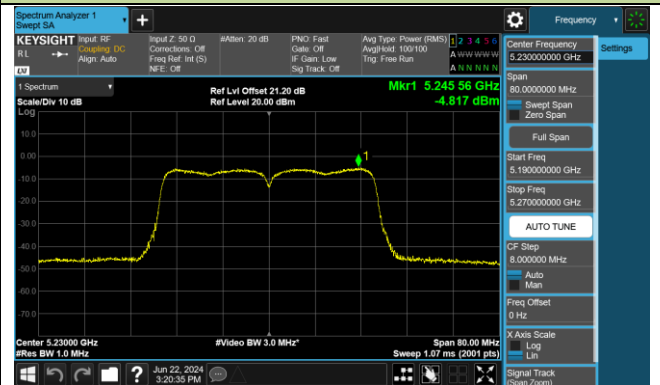 Spectrum Analyzer 1
Swept SA
Frequency
KEYSIGHT
RL
LXI
Input: RF
Coupling: DC
Align: Auto
Input Z: 50 Ω
Corrections: Off
Freq Ref: Int (S)
NFE: Off
#Atten: 20 dB
PNO: Fast
Gate: Off
IF Gain: Low
Sig Track: Off
Avg Type: Power (RMS)
Avg|Hold: 100/100
Trig: Free Run
1 2 3 4 5 6
A W W W W W
A N N N N N
1 Spectrum
Scale/Div 10 dB
Log
Ref Lvl Offset 21.20 dB
Ref Level 20.00 dBm
Mkr1 5.245 56 GHz
-4.817 dBm
1
10.0
0.00
-10.0
-20.0
-30.0
-40.0
-50.0
-60.0
-70.0
Center 5.23000 GHz
#Res BW 1.0 MHz
#Video BW 3.0 MHz*
Span 80.00 MHz
Sweep 1.07 ms (2001 pts)
Center Frequency
5.230000000 GHz
Settings
Span
80.0000000 MHz
Swept Span
Zero Span
Full Span
Start Freq
5.190000000 GHz
Stop Freq
5.270000000 GHz
AUTO TUNE
CF Step
8.000000 MHz
Auto
Man
Freq Offset
0 Hz
X Axis Scale
Log
Lin
Signal Track
(Span Zoom)
Jun 22, 2024
3:20:35 PM